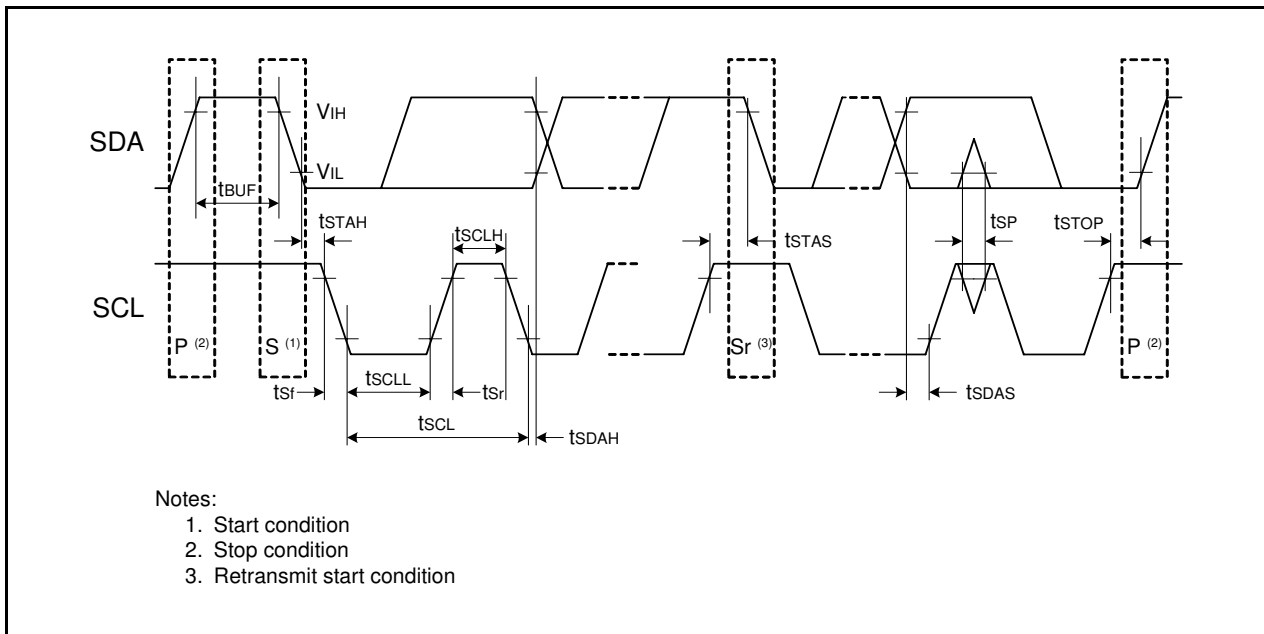 SDA
VIH
VIL
tBUF
tSTAH
tSCLH
tSTAS
tSP
tSTOP
SCL
P (2)
S (1)
Sr (3)
P (2)
tSf
tSCLL
tSr
tSDAS
tSCL
tSDAH
Notes:
1. Start condition
2. Stop condition
3. Retransmit start condition